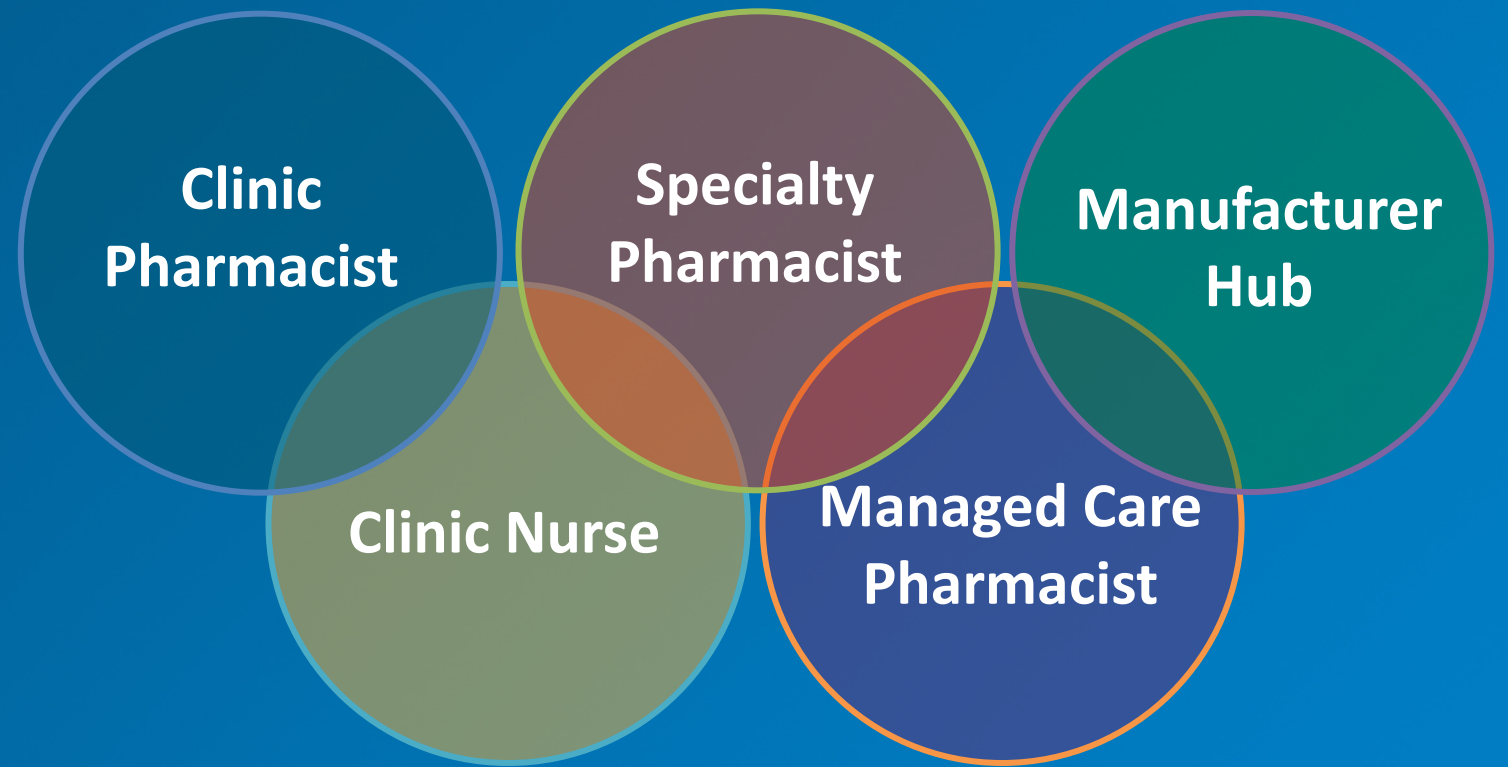 Clinic
Pharmacist
Specialty
Pharmacist
Manufacturer
Hub
Clinic Nurse
Managed Care
Pharmacist